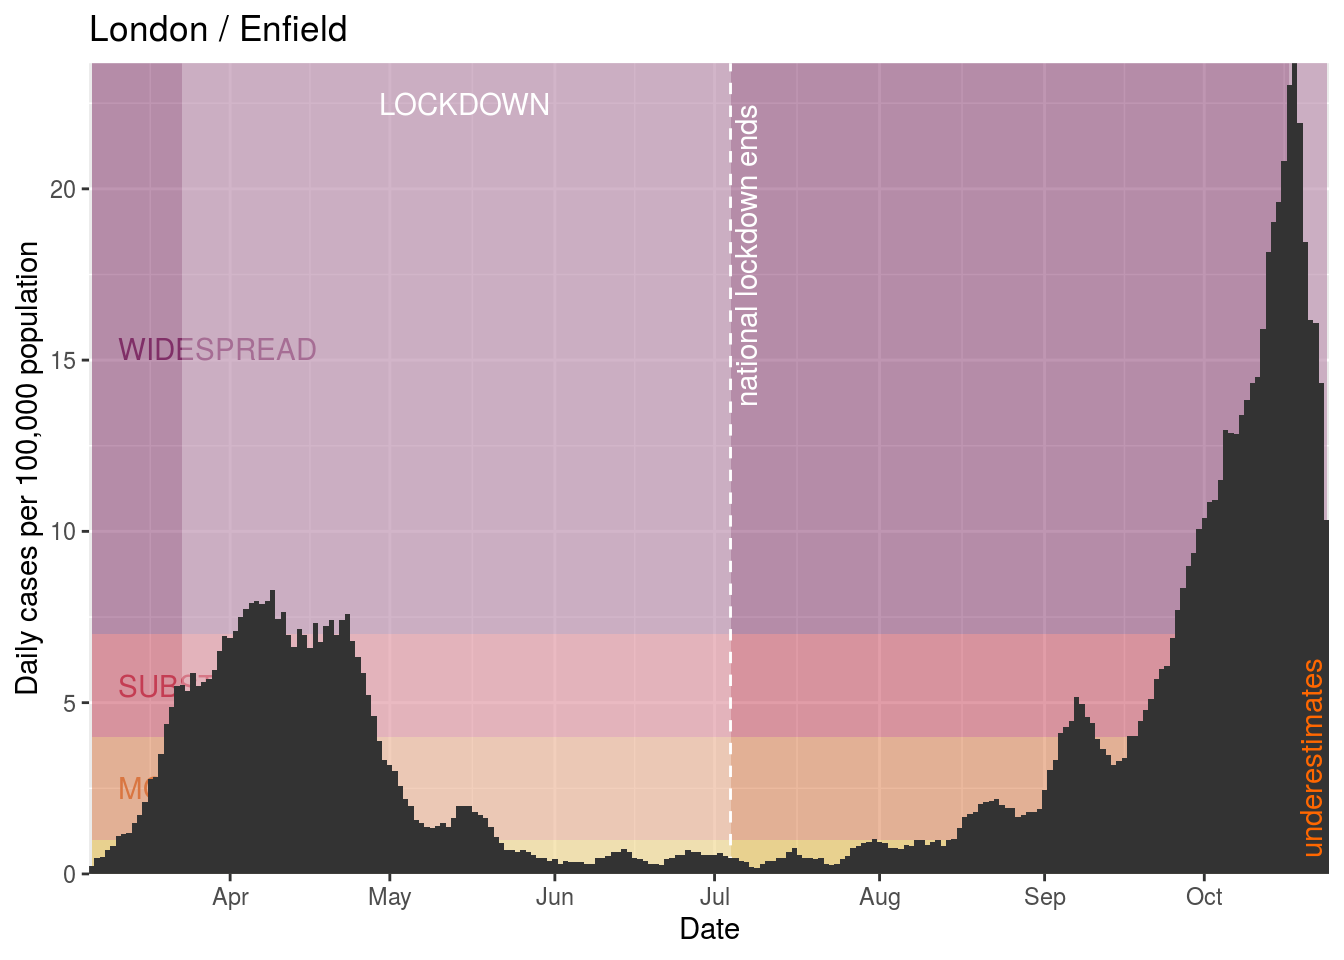 London / Enfield
Daily cases per 100,000 population
20
15
10
5
0
LOCKDOWN
national lockdown ends
WIDESPREAD
underestimates
Apr
May
Jun
Jul
Aug
Sep
Oct
Date